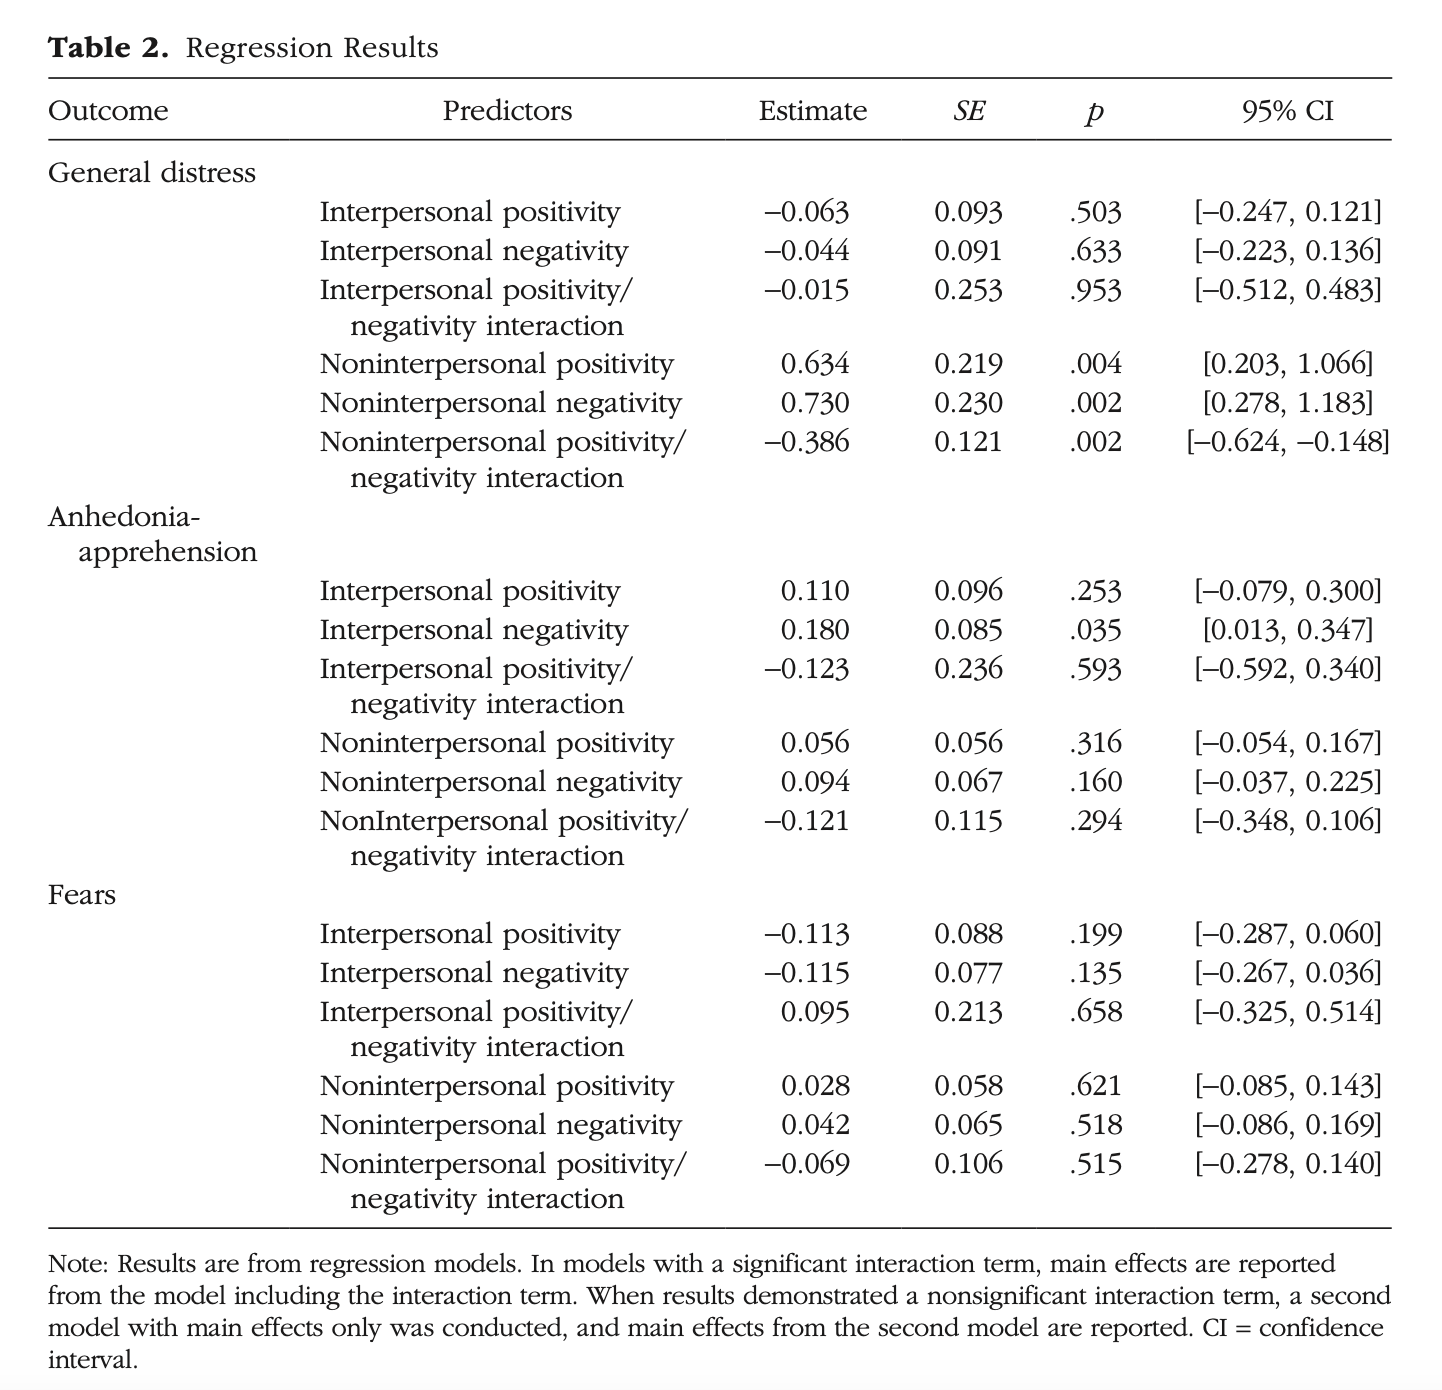 Table 2. Regression Results
Outcome Predictors Estimate SE p 95% CI
General distress
Interpersonal positivity –0.063 0.093 .503 [–0.247, 0.121]
Interpersonal negativity –0.044 0.091 .633 [–0.223, 0.136]
Interpersonal positivity/ –0.015 0.253 .953 [–0.512, 0.483]
negativity interaction
Noninterpersonal positivity 0.634 0.219 .004 [0.203, 1.066]
Noninterpersonal negativity 0.730 0.230 .002 [0.278, 1.183]
Noninterpersonal positivity/ –0.386 0.121 .002 [–0.624, –0.148]
negativity interaction
Anhedonia-
apprehension
Interpersonal positivity 0.110 0.096 .253 [–0.079, 0.300]
Interpersonal negativity 0.180 0.085 .035 [0.013, 0.347]
Interpersonal positivity/ –0.123 0.236 .593 [–0.592, 0.340]
negativity interaction
Noninterpersonal positivity 0.056 0.056 .316 [–0.054, 0.167]
Noninterpersonal negativity 0.094 0.067 .160 [–0.037, 0.225]
NonInterpersonal positivity/ –0.121 0.115 .294 [–0.348, 0.106]
negativity interaction
Fears
Interpersonal positivity –0.113 0.088 .199 [–0.287, 0.060]
Interpersonal negativity –0.115 0.077 .135 [–0.267, 0.036]
Interpersonal positivity/ 0.095 0.213 .658 [–0.325, 0.514]
negativity interaction
Noninterpersonal positivity 0.028 0.058 .621 [–0.085, 0.143]
Noninterpersonal negativity 0.042 0.065 .518 [–0.086, 0.169]
Noninterpersonal positivity/ –0.069 0.106 .515 [–0.278, 0.140]
negativity interaction
Note: Results are from regression models. In models with a significant interaction term, main effects are reported
from the model including the interaction term. When results demonstrated a nonsignificant interaction term, a second
model with main effects only was conducted, and main effects from the second model are reported. CI = confidence
interval.